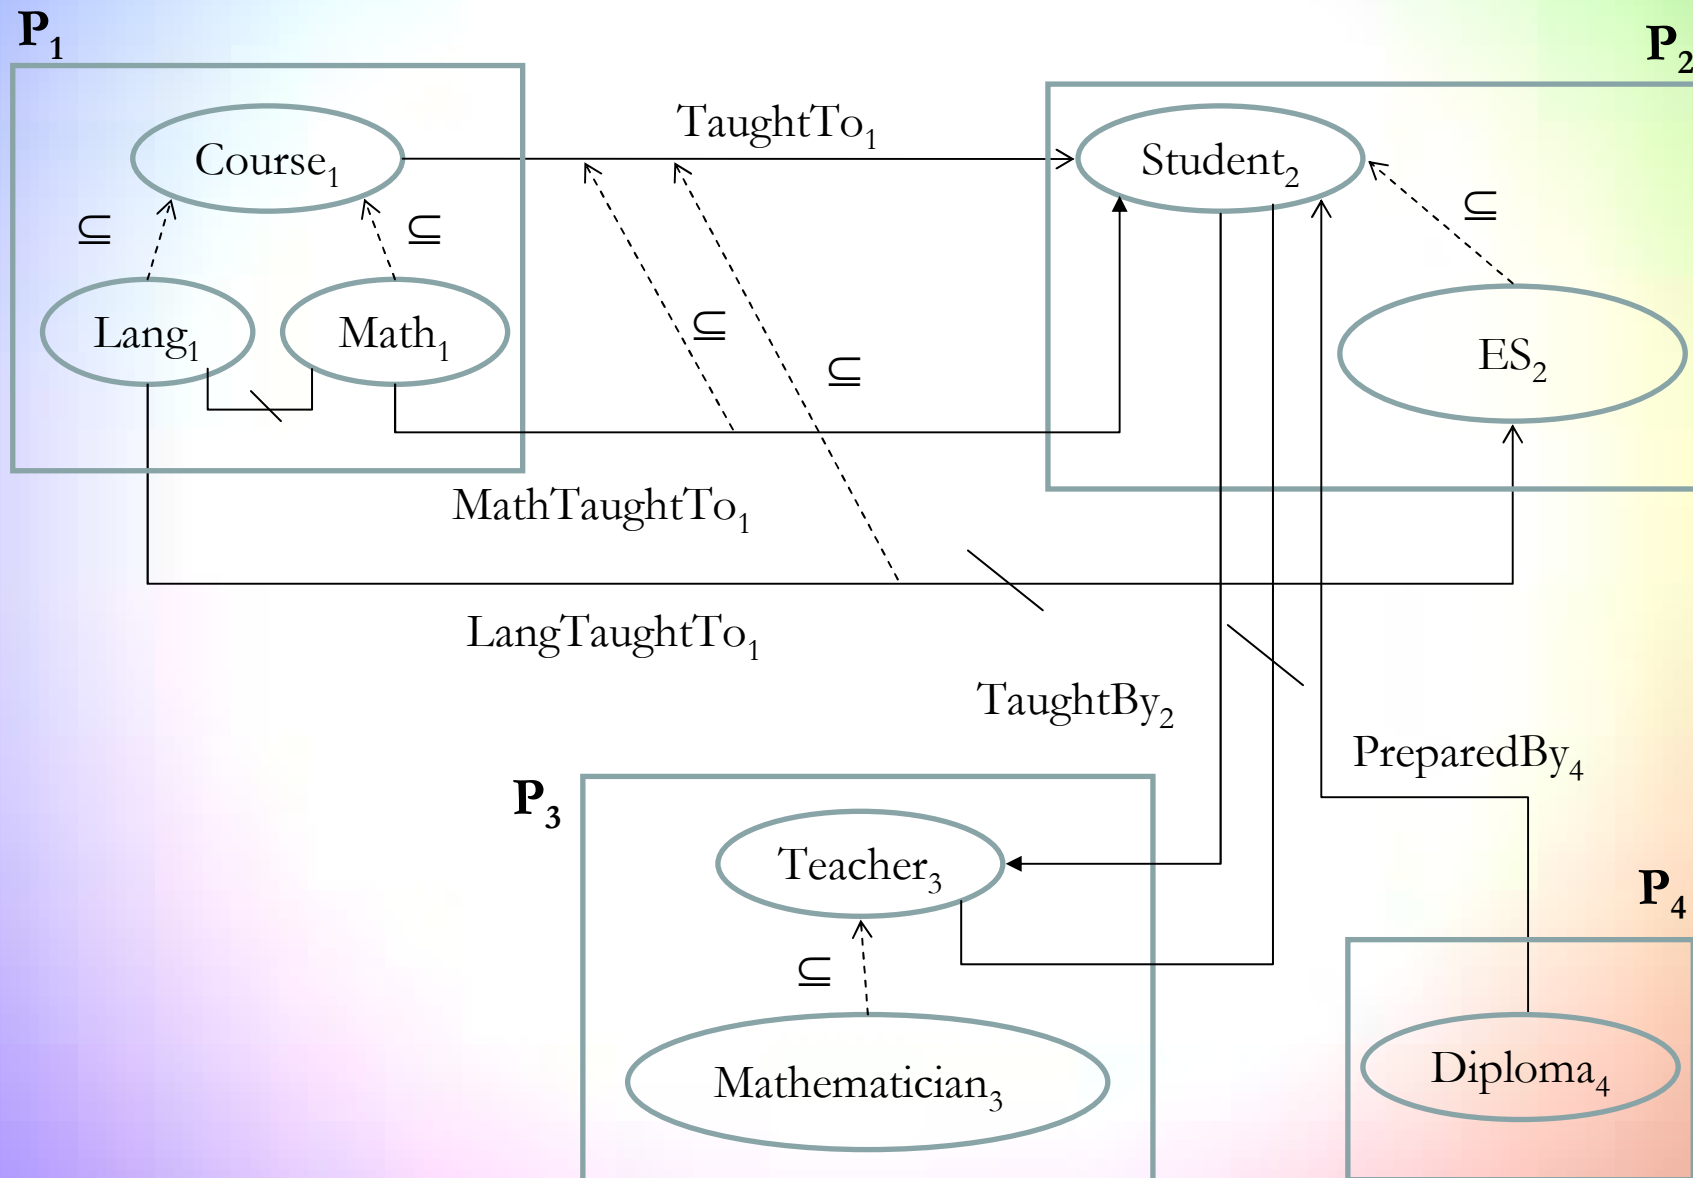 P₁
P₂
TaughtTo₁
Course₁
Student₂
⊆
⊆
⊆
Lang₁
Math₁
⊆
⊆
ES₂
MathTaughtTo₁
LangTaughtTo₁
TaughtBy₂
PreparedBy₄
P₃
Teacher₃
P₄
⊆
Mathematician₃
Diploma₄